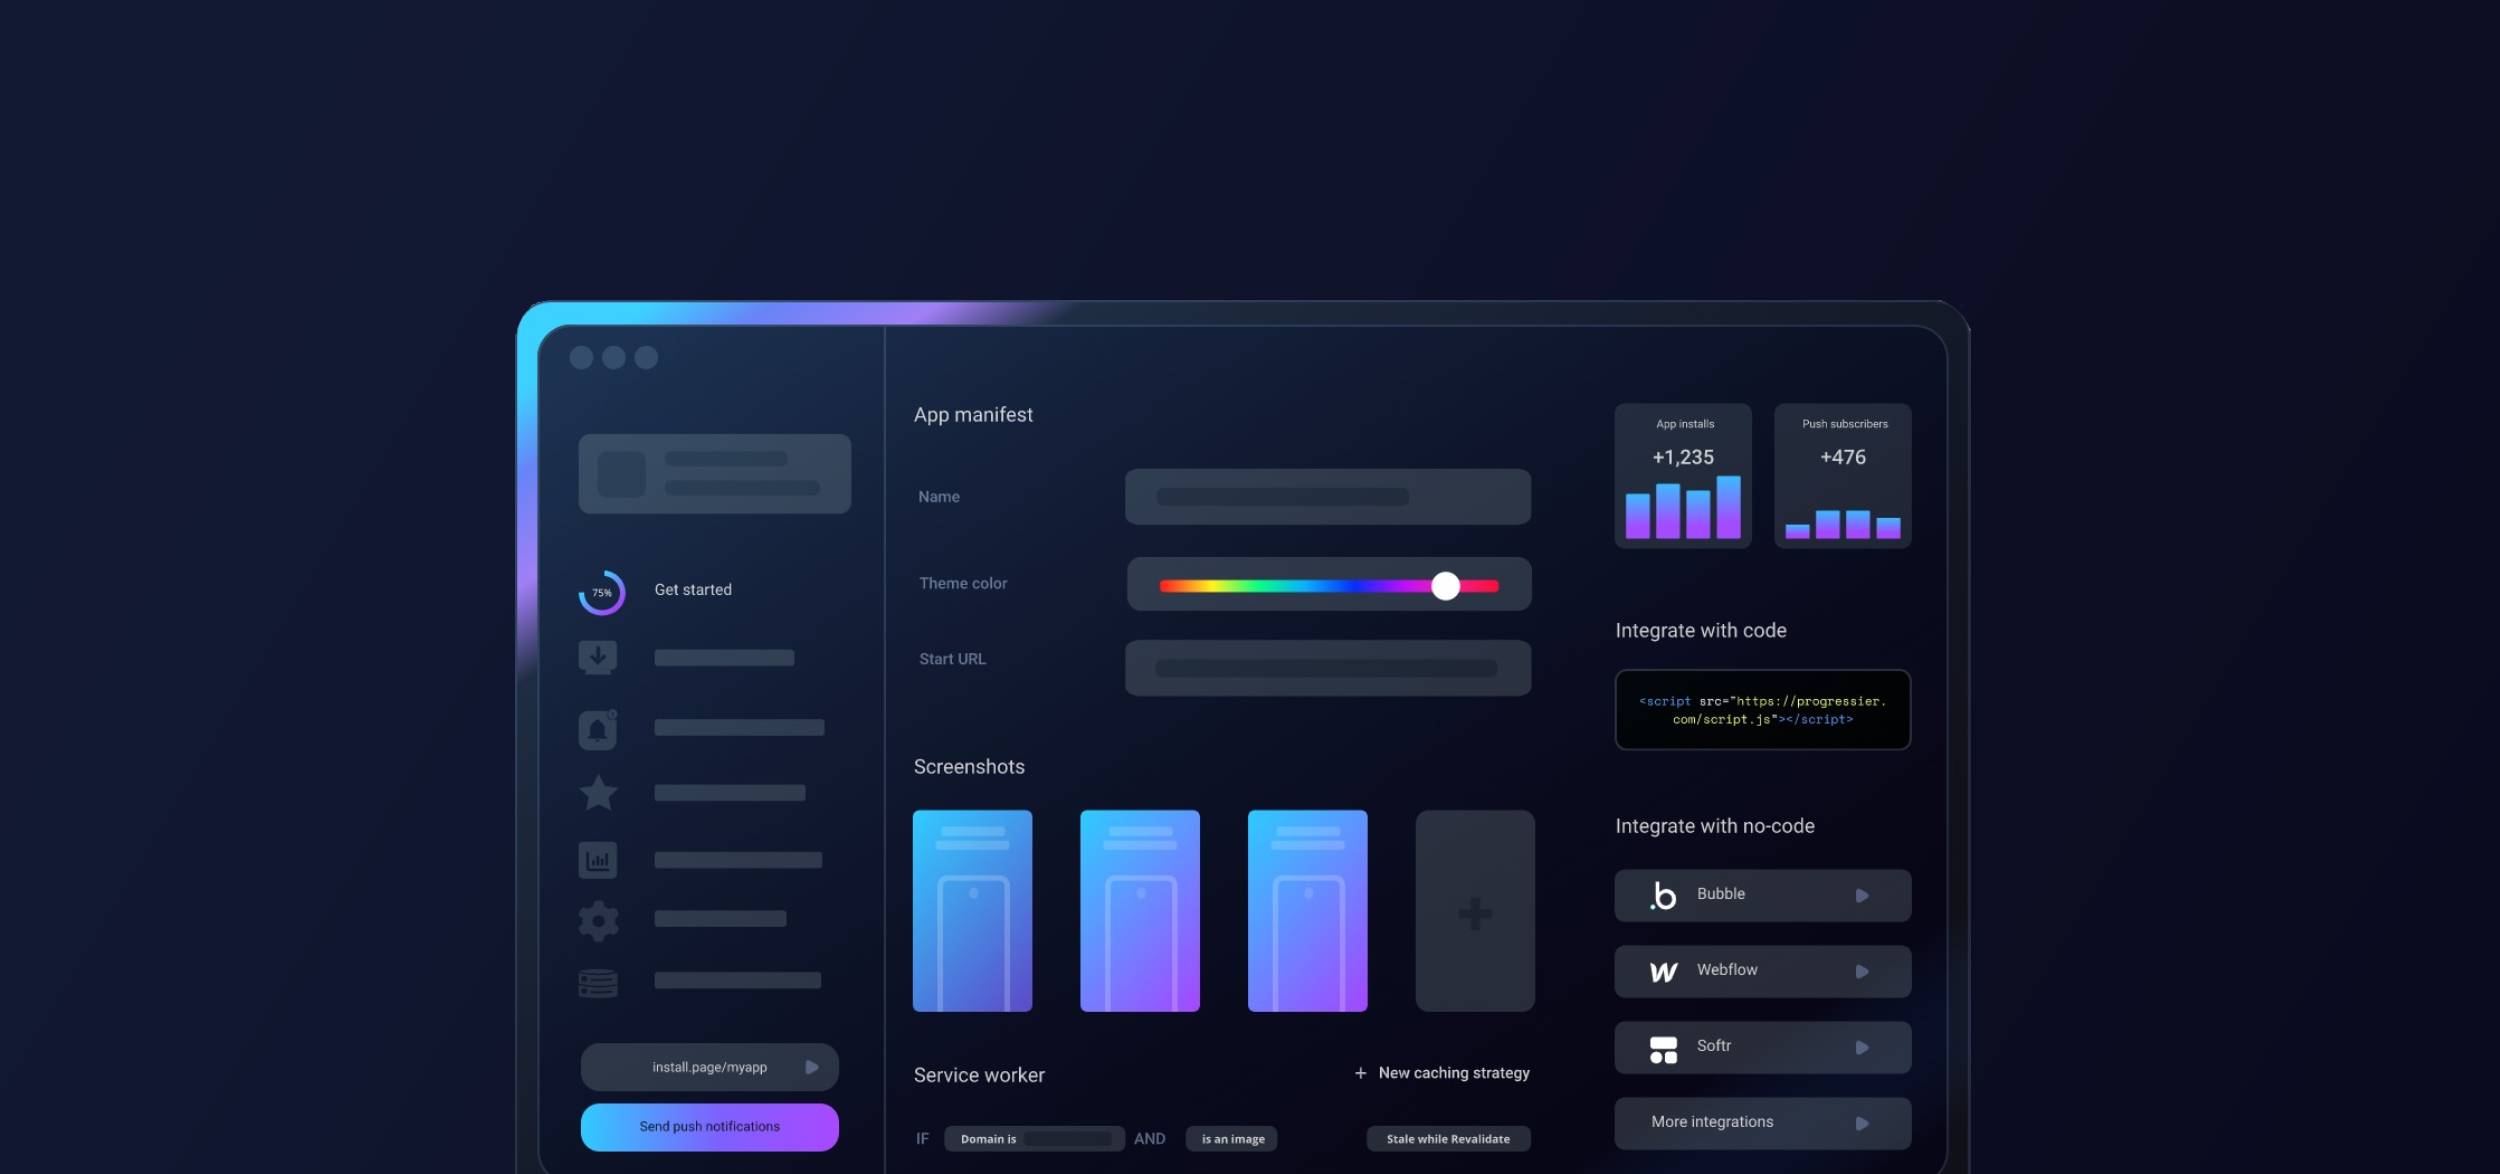 75%
Get started
install.page/myapp
Send push notifications
App manifest
Name
Theme color
Start URL
Screenshots
Service worker
+ New caching strategy
IF Domain is AND is an image Stale while Revalidate
App installs
+1,235
Push subscribers
+476
Integrate with code
<script src="https://progressier.
com/script.js"></script>
Integrate with no-code
Bubble
Webflow
Softr
More integrations